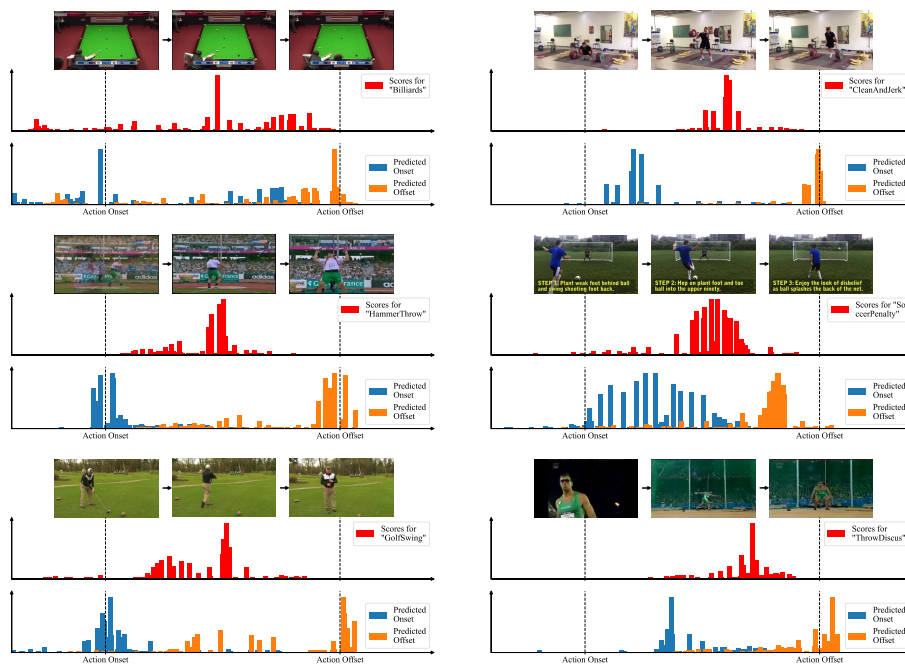 Scores for
"Billiards"
Predicted
Onset
Predicted
Offset
Action Onset
Action Offset
Scores for
"CleanAndJerk"
Predicted
Onset
Predicted
Offset
Action Onset
Action Offset
adidas
Scores for
"HammerThrow"
Predicted
Onset
Predicted
Offset
Action Onset
Action Offset
STEP 1: Plant weak foot behind ball
and swing shooting foot back.
STEP 2: Hop on plant foot and toe
ball into the upper ninety.
STEP 3: Enjoy the look of disbelief
as ball splashes the back of the net.
Scores for "So
ccerPenalty"
Predicted
Onset
Predicted
Offset
Action Onset
Action Offset
Scores for
"GolfSwing"
Predicted
Onset
Predicted
Offset
Action Onset
Action Offset
Scores for
"ThrowDiscus"
Predicted
Onset
Predicted
Offset
Action Onset
Action Offset